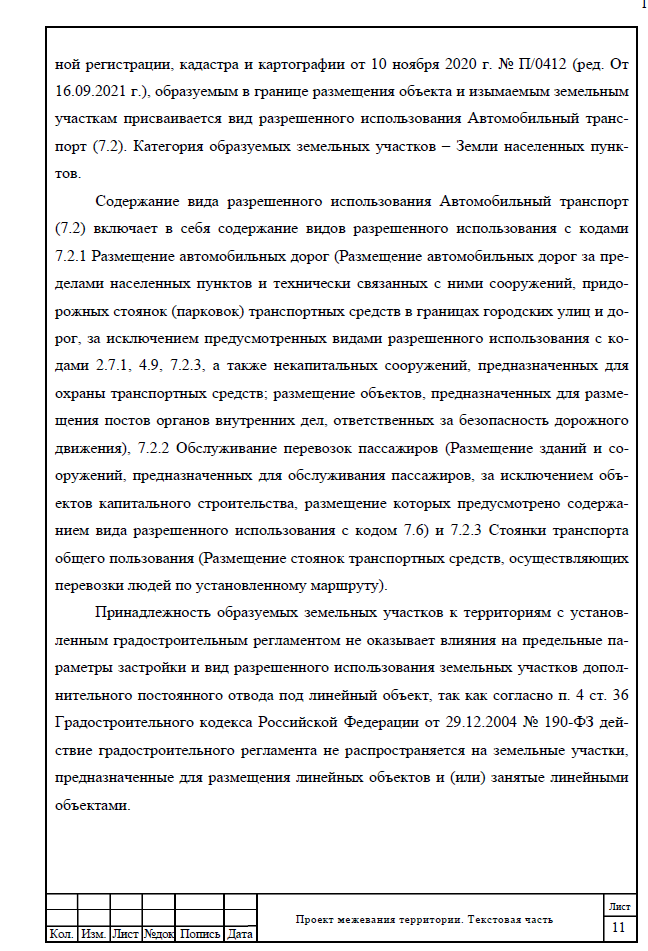 1
ной регистрации, кадастра и картографии от 10 ноября 2020 г. № П/0412 (ред. От
16.09.2021 г.), образуемым в границе размещения объекта и изымаемым земельным
участкам присваивается вид разрешенного использования Автомобильный транс-
порт (7.2). Категория образуемых земельных участков – Земли населенных пунк-
тов.
Содержание вида разрешенного использования Автомобильный транспорт
(7.2) включает в себя содержание видов разрешенного использования с кодами
7.2.1 Размещение автомобильных дорог (Размещение автомобильных дорог за пре-
делами населенных пунктов и технически связанных с ними сооружений, придо-
рожных стоянок (парковок) транспортных средств в границах городских улиц и до-
рог, за исключением предусмотренных видами разрешенного использования с ко-
дами 2.7.1, 4.9, 7.2.3, а также некапитальных сооружений, предназначенных для
охраны транспортных средств; размещение объектов, предназначенных для разме-
щения постов органов внутренних дел, ответственных за безопасность дорожного
движения), 7.2.2 Обслуживание перевозок пассажиров (Размещение зданий и со-
оружений, предназначенных для обслуживания пассажиров, за исключением объ-
ектов капитального строительства, размещение которых предусмотрено содержа-
нием вида разрешенного использования с кодом 7.6) и 7.2.3 Стоянки транспорта
общего пользования (Размещение стоянок транспортных средств, осуществляющих
перевозки людей по установленному маршруту).
Принадлежность образуемых земельных участков к территориям с установ-
ленным градостроительным регламентом не оказывает влияния на предельные па-
раметры застройки и вид разрешенного использования земельных участков допол-
нительного постоянного отвода под линейный объект, так как согласно п. 4 ст. 36
Градостроительного кодекса Российской Федерации от 29.12.2004 № 190-ФЗ дей-
ствие градостроительного регламента не распространяется на земельные участки,
предназначенные для размещения линейных объектов и (или) занятые линейными
объектами.
Проект межевания территории. Текстовая часть
Лист
11
Кол. Изм. Лист №док Попись Дата